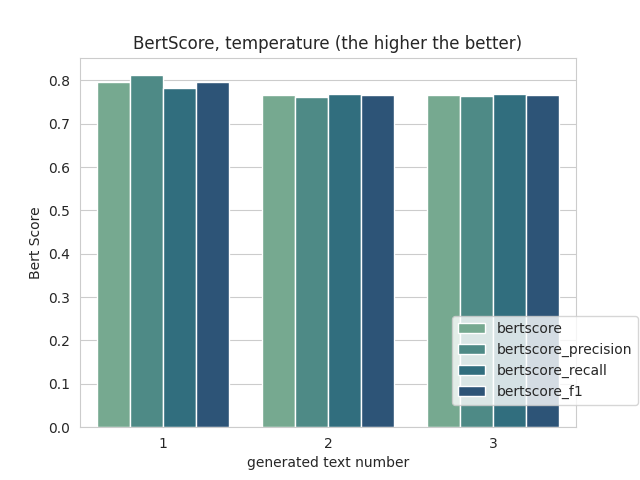 BertScore, temperature (the higher the better)
Bert Score
0.8
0.7
0.6
0.5
0.4
0.3
0.2
0.1
0.0
1 2 3
generated text number
bertscore
bertscore_precision
bertscore_recall
bertscore_f1